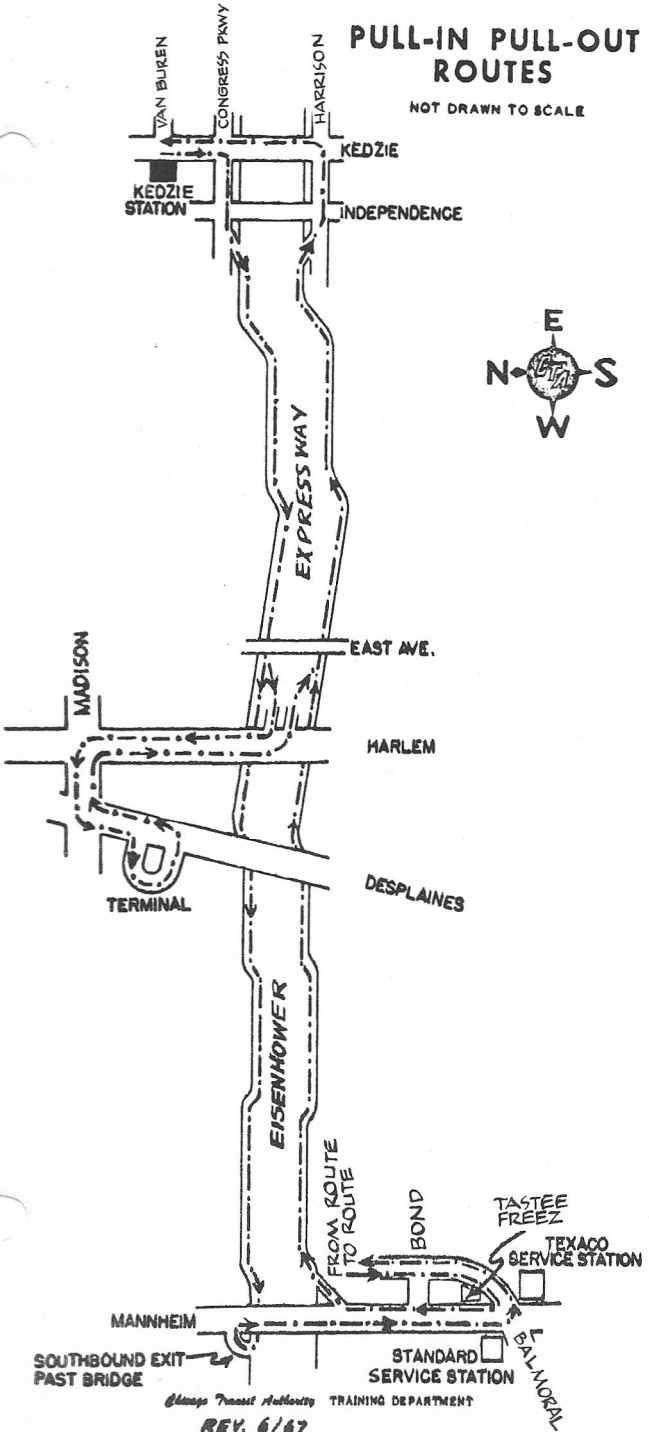 PULL-IN PULL-OUT
ROUTES
NOT DRAWN TO SCALE
VAN BUREN
CONGRESS PKWY
HARRISON
KEDZIE
KEDZIE
STATION
INDEPENDENCE
E
N CTA S
W
EXPRESSWAY
EAST AVE.
MADISON
HARLEM
DESPLAINES
TERMINAL
EISENHOWER
FROM ROUTE
TO ROUTE
BOND
TASTEE
FREEZ
TEXACO
SERVICE STATION
MANNHEIM
SOUTHBOUND EXIT
PAST BRIDGE
STANDARD
SERVICE STATION
BALMORAL
Chicago Transit Authority TRAINING DEPARTMENT
REV. 6/67